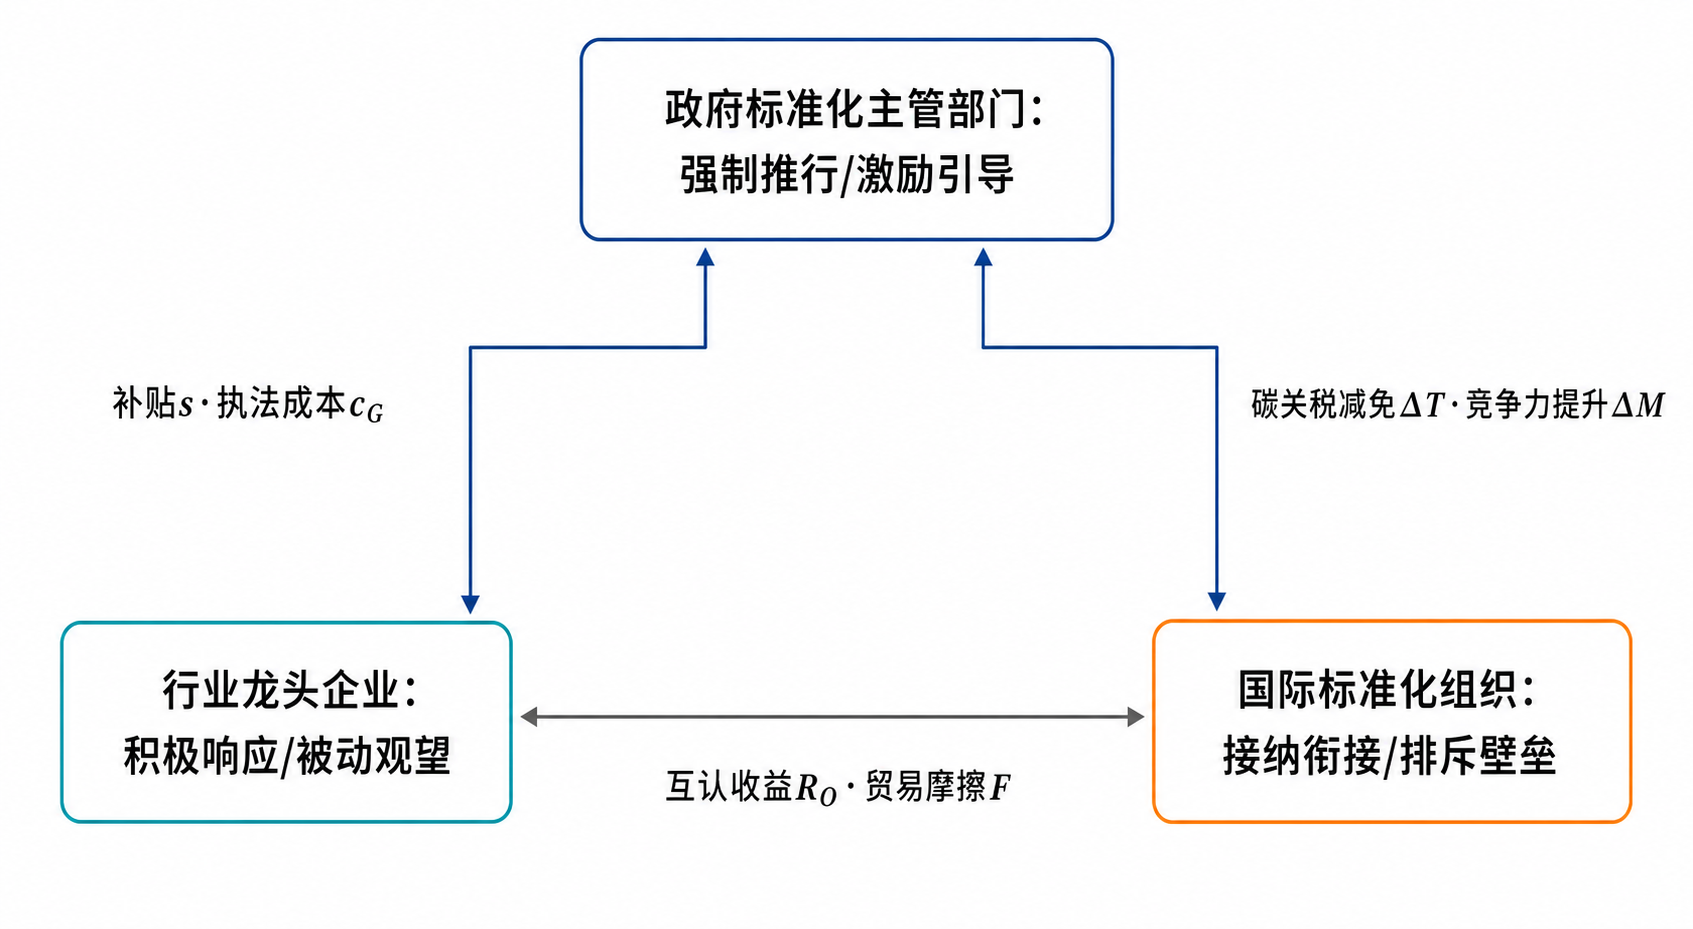 政府标准化主管部门：
强制推行/激励引导
补贴s·执法成本c_G
碳关税减免ΔT·竞争力提升ΔM
行业龙头企业：
积极响应/被动观望
国际标准化组织：
接纳衔接/排斥壁垒
互认收益R_O·贸易摩擦F